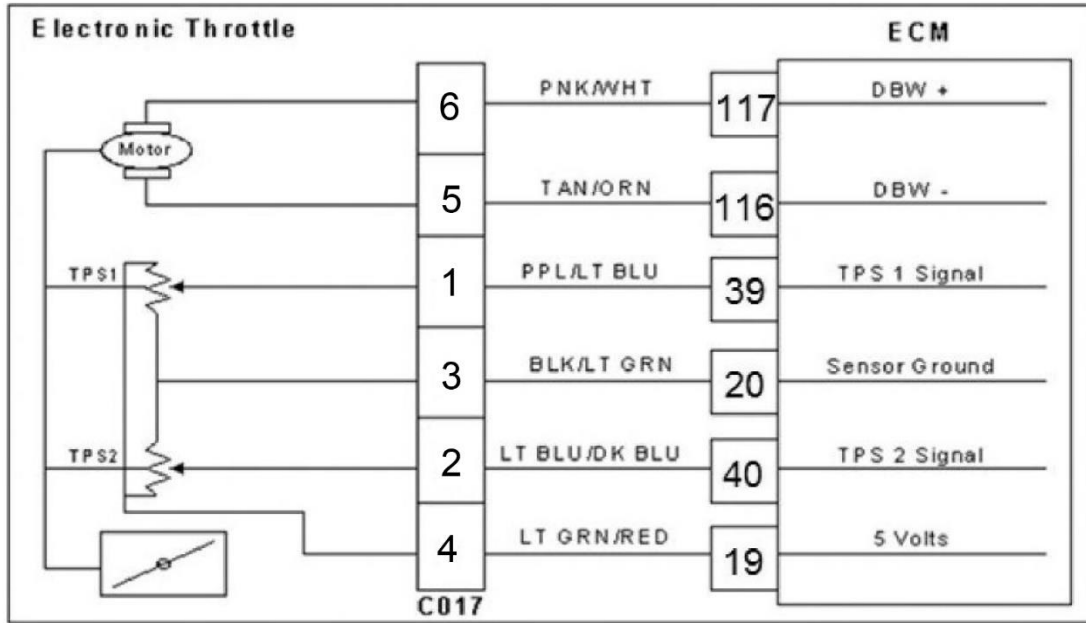 Electronic Throttle
ECM
6 PNK/WHT 117 DBW +
Motor
5 TAN/ORN 116 DBW -
TPS1 1 PPL/LT BLU 39 TPS 1 Signal
3 BLK/LT GRN 20 Sensor Ground
TPS2 2 LT BLU/DK BLU 40 TPS 2 Signal
4 LT GRN/RED 19 5 Volts
C017